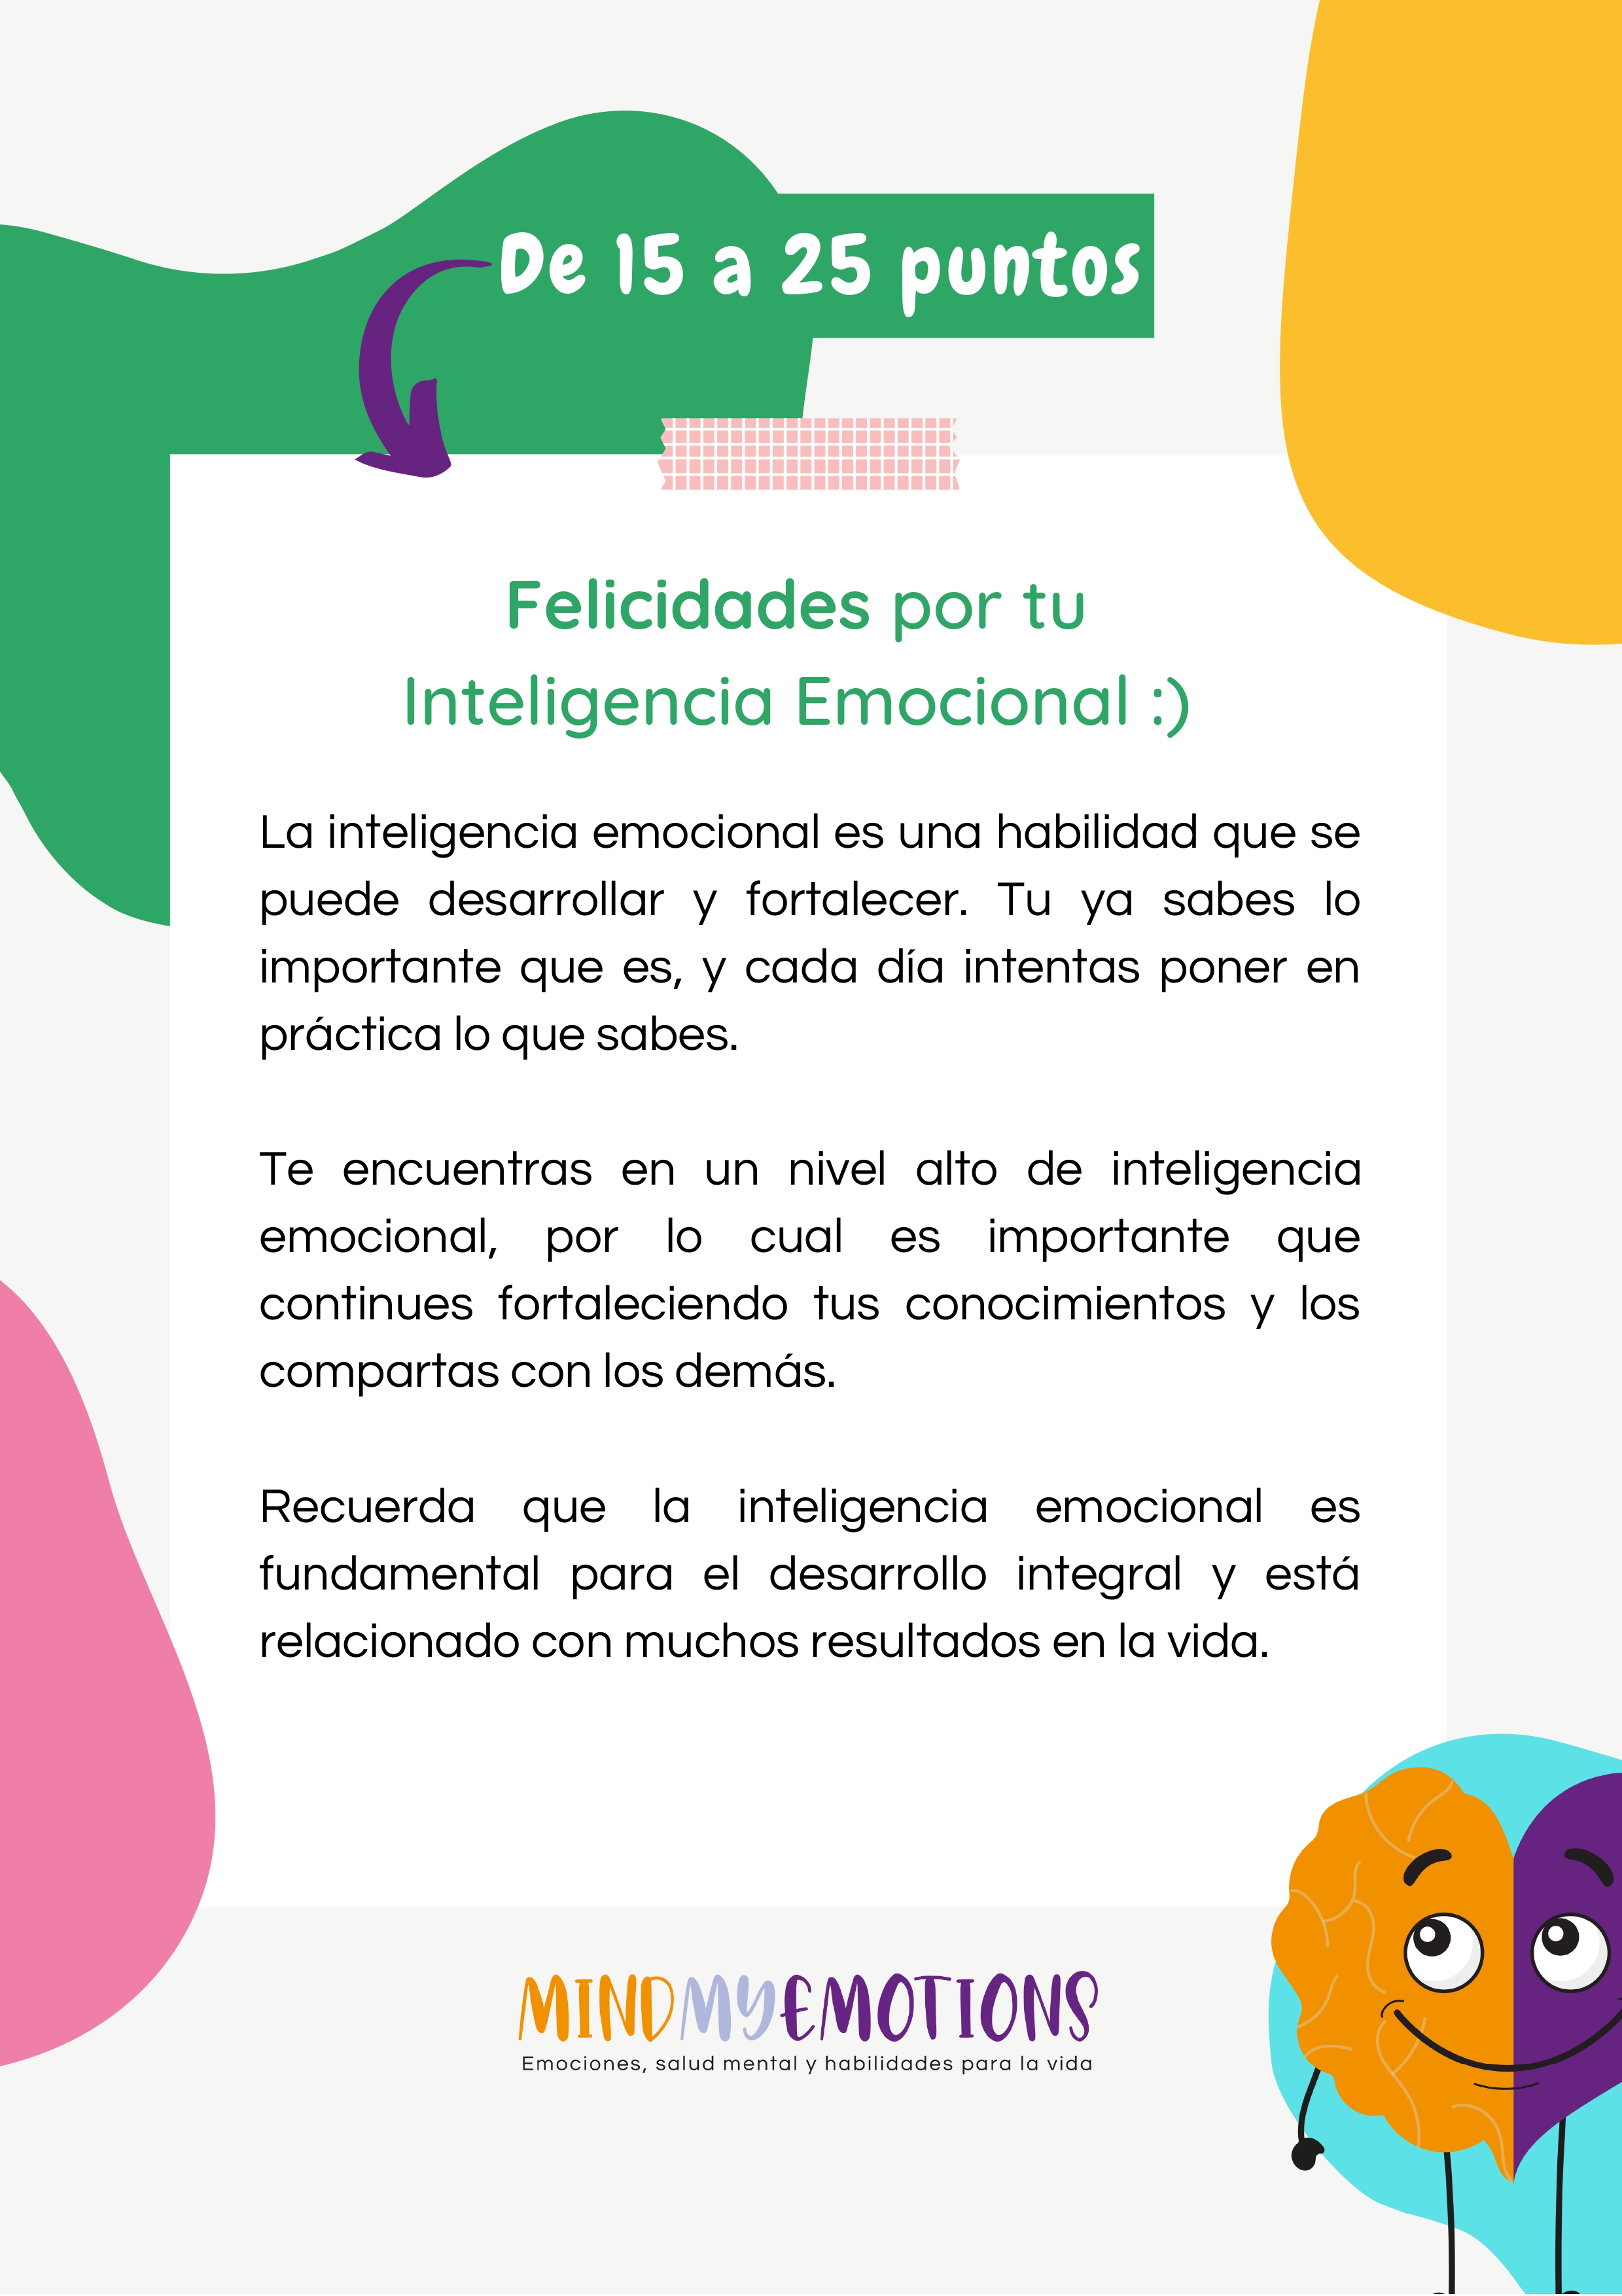 De 15 a 25 puntos
Felicidades por tu
Inteligencia Emocional :)
La inteligencia emocional es una habilidad que se
puede desarrollar y fortalecer. Tu ya sabes lo
importante que es, y cada día intentas poner en
práctica lo que sabes.
Te encuentras en un nivel alto de inteligencia
emocional, por lo cual es importante que
continues fortaleciendo tus conocimientos y los
compartas con los demás.
Recuerda que la inteligencia emocional es
fundamental para el desarrollo integral y está
relacionado con muchos resultados en la vida.
MINDMYEMOTIONS
Emociones, salud mental y habilidades para la vida